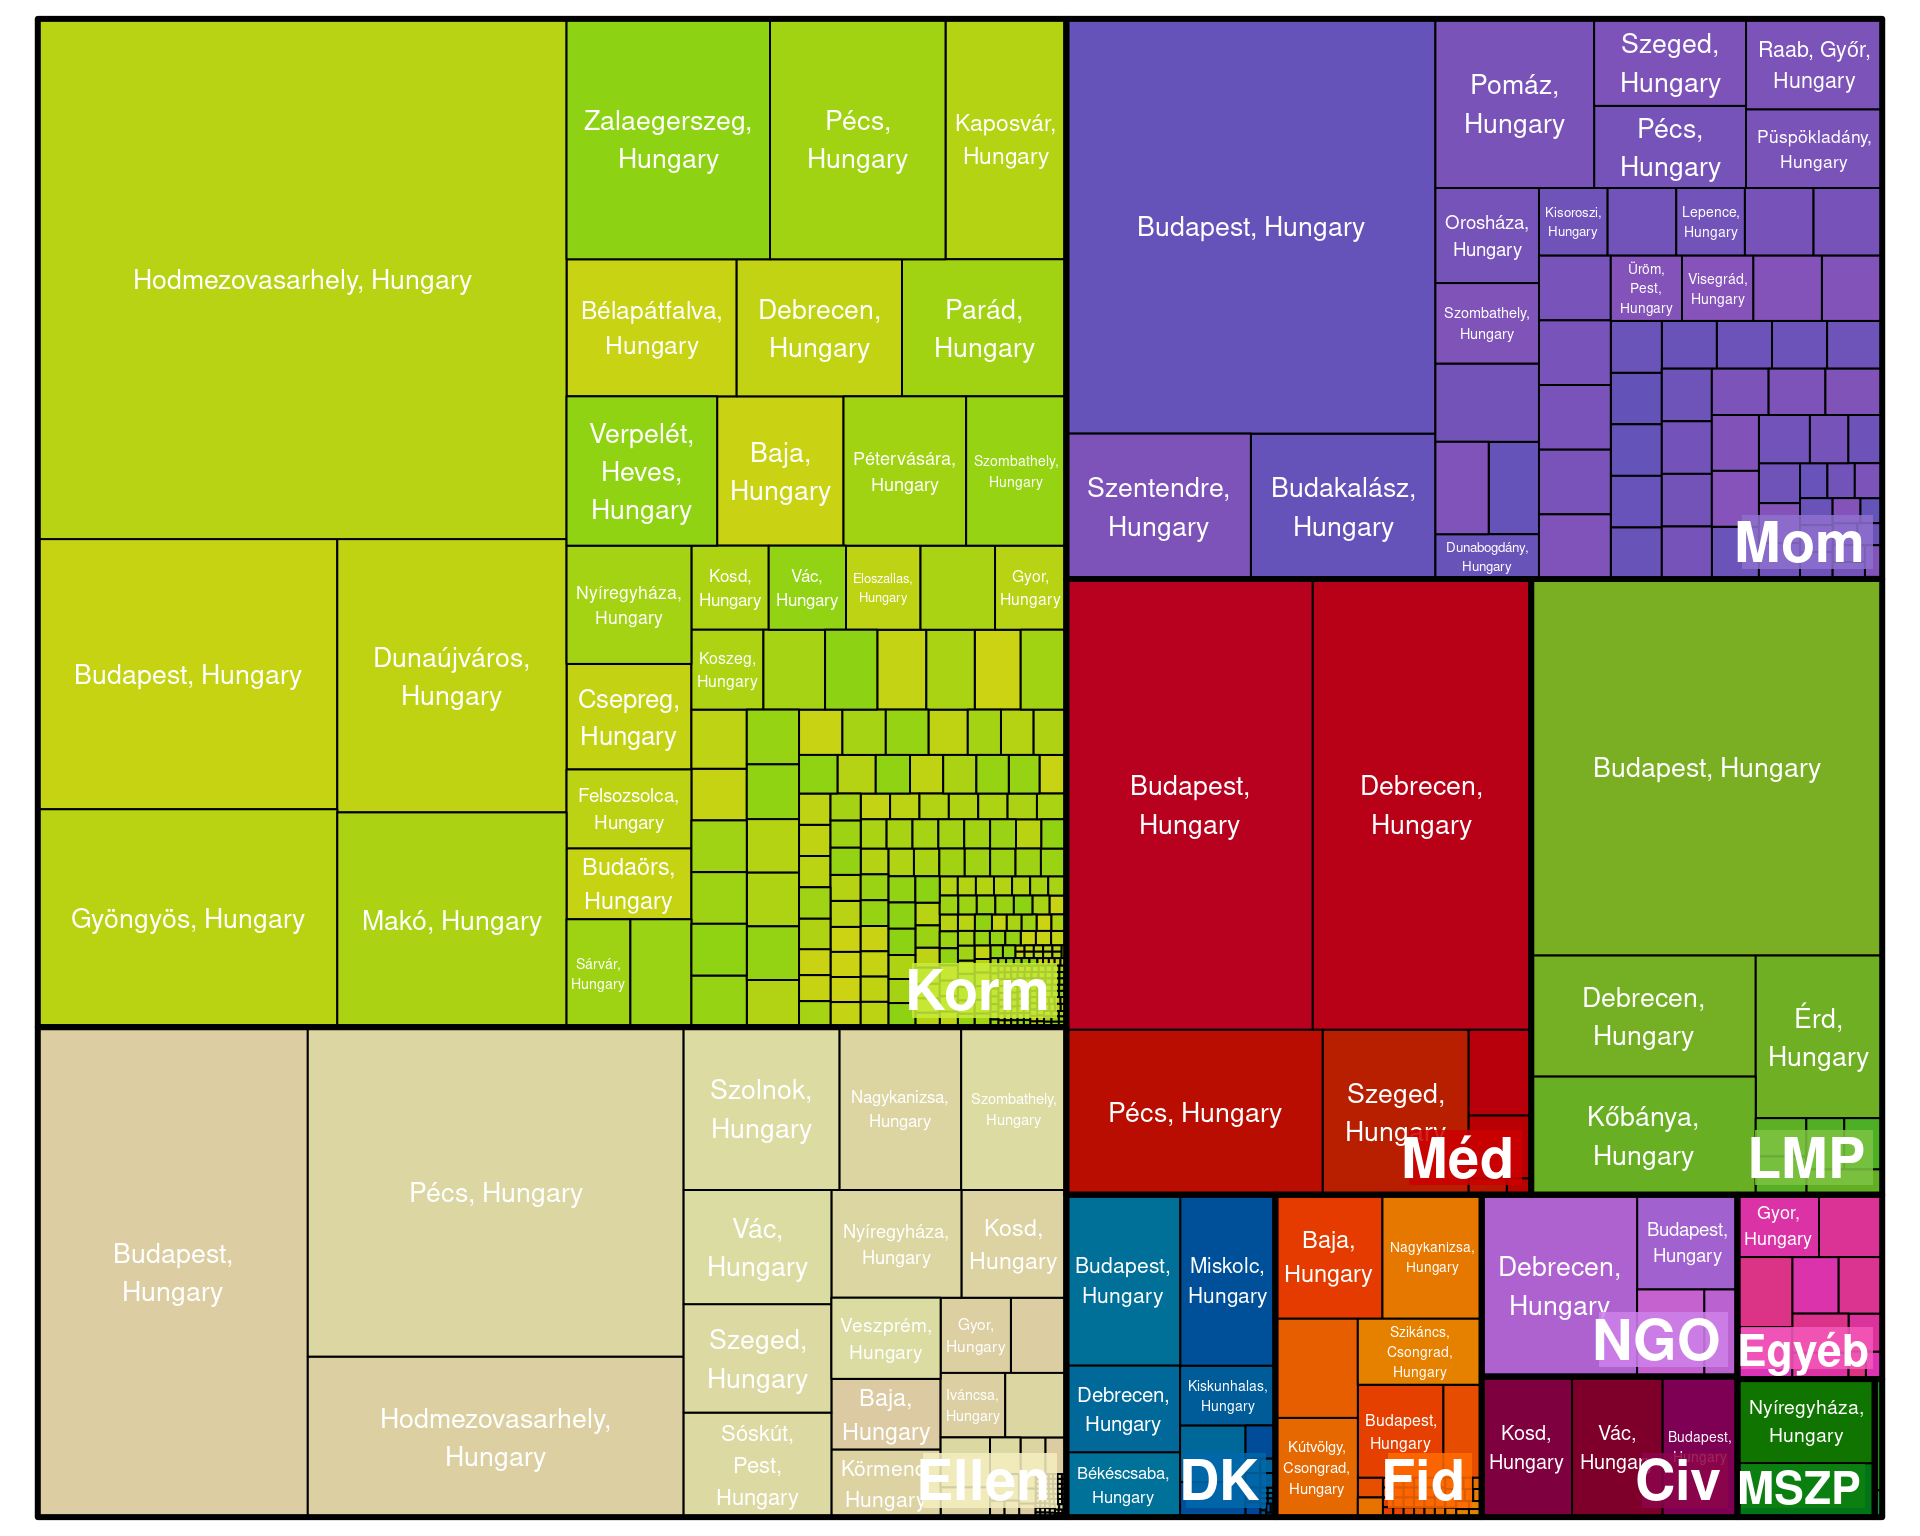 Hodmezovasarhely, Hungary
Zalaegerszeg,
Hungary
Pécs,
Hungary
Kaposvár,
Hungary
Bélapátfalva,
Hungary
Debrecen,
Hungary
Parád,
Hungary
Verpelét,
Heves,
Hungary
Baja,
Hungary
Pétervására,
Hungary
Szombathely,
Hungary
Budapest, Hungary
Dunaújváros,
Hungary
Gyöngyös, Hungary
Makó, Hungary
Nyíregyháza,
Hungary
Kosd,
Hungary
Vác,
Hungary
Eloszallas,
Hungary
Gyor,
Hungary
Koszeg,
Hungary
Csepreg,
Hungary
Felsozsolca,
Hungary
Budaörs,
Hungary
Sárvár,
Hungary
Korm
Budapest, Hungary
Pomáz,
Hungary
Szeged,
Hungary
Raab, Győr,
Hungary
Pécs,
Hungary
Püspökladány,
Hungary
Orosháza,
Hungary
Kisoroszi,
Hungary
Lepence,
Hungary
Üröm,
Pest,
Hungary
Visegrád,
Hungary
Szombathely,
Hungary
Szentendre,
Hungary
Budakalász,
Hungary
Dunabogdány,
Hungary
Mom
Budapest,
Hungary
Debrecen,
Hungary
Pécs, Hungary
Szeged,
Hungary
Méd
Budapest, Hungary
Debrecen,
Hungary
Érd,
Hungary
Kőbánya,
Hungary
LMP
Budapest,
Hungary
Pécs, Hungary
Hodmezovasarhely,
Hungary
Szolnok,
Hungary
Nagykanizsa,
Hungary
Szombathely,
Hungary
Vác,
Hungary
Nyíregyháza,
Hungary
Kosd,
Hungary
Szeged,
Hungary
Veszprém,
Hungary
Gyor,
Hungary
Baja,
Hungary
Iváncsa,
Hungary
Sóskút,
Pest,
Hungary
Körmend,
Hungary
Ellen
Budapest,
Hungary
Miskolc,
Hungary
Debrecen,
Hungary
Kiskunhalas,
Hungary
Békéscsaba,
Hungary
DK
Baja,
Hungary
Nagykanizsa,
Hungary
Szikáncs,
Csongrad,
Hungary
Budapest,
Hungary
Kútvölgy,
Csongrad,
Hungary
Fid
Debrecen,
Hungary
Budapest,
Hungary
NGO
Gyor,
Hungary
Egyéb
Kosd,
Hungary
Vác,
Hungary
Budapest,
Hungary
Civ
Nyíregyháza,
Hungary
MSZP